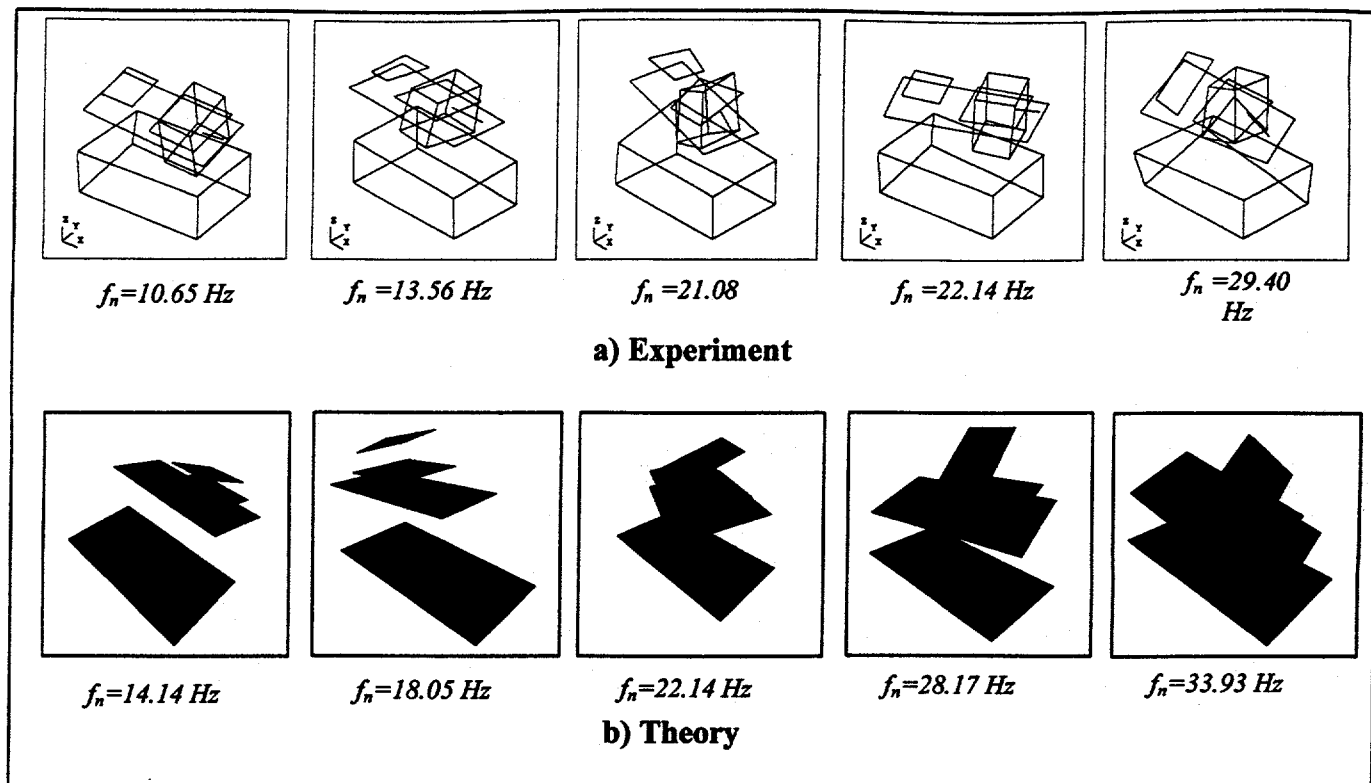 Z
Y
X
Z
Y
X
Z
Y
X
Z
Y
X
Z
Y
X
fn=10.65 Hz
fn=13.56 Hz
fn=21.08
fn=22.14 Hz
fn=29.40
Hz
a) Experiment
fn=14.14 Hz
fn=18.05 Hz
fn=22.14 Hz
fn=28.17 Hz
fn=33.93 Hz
b) Theory